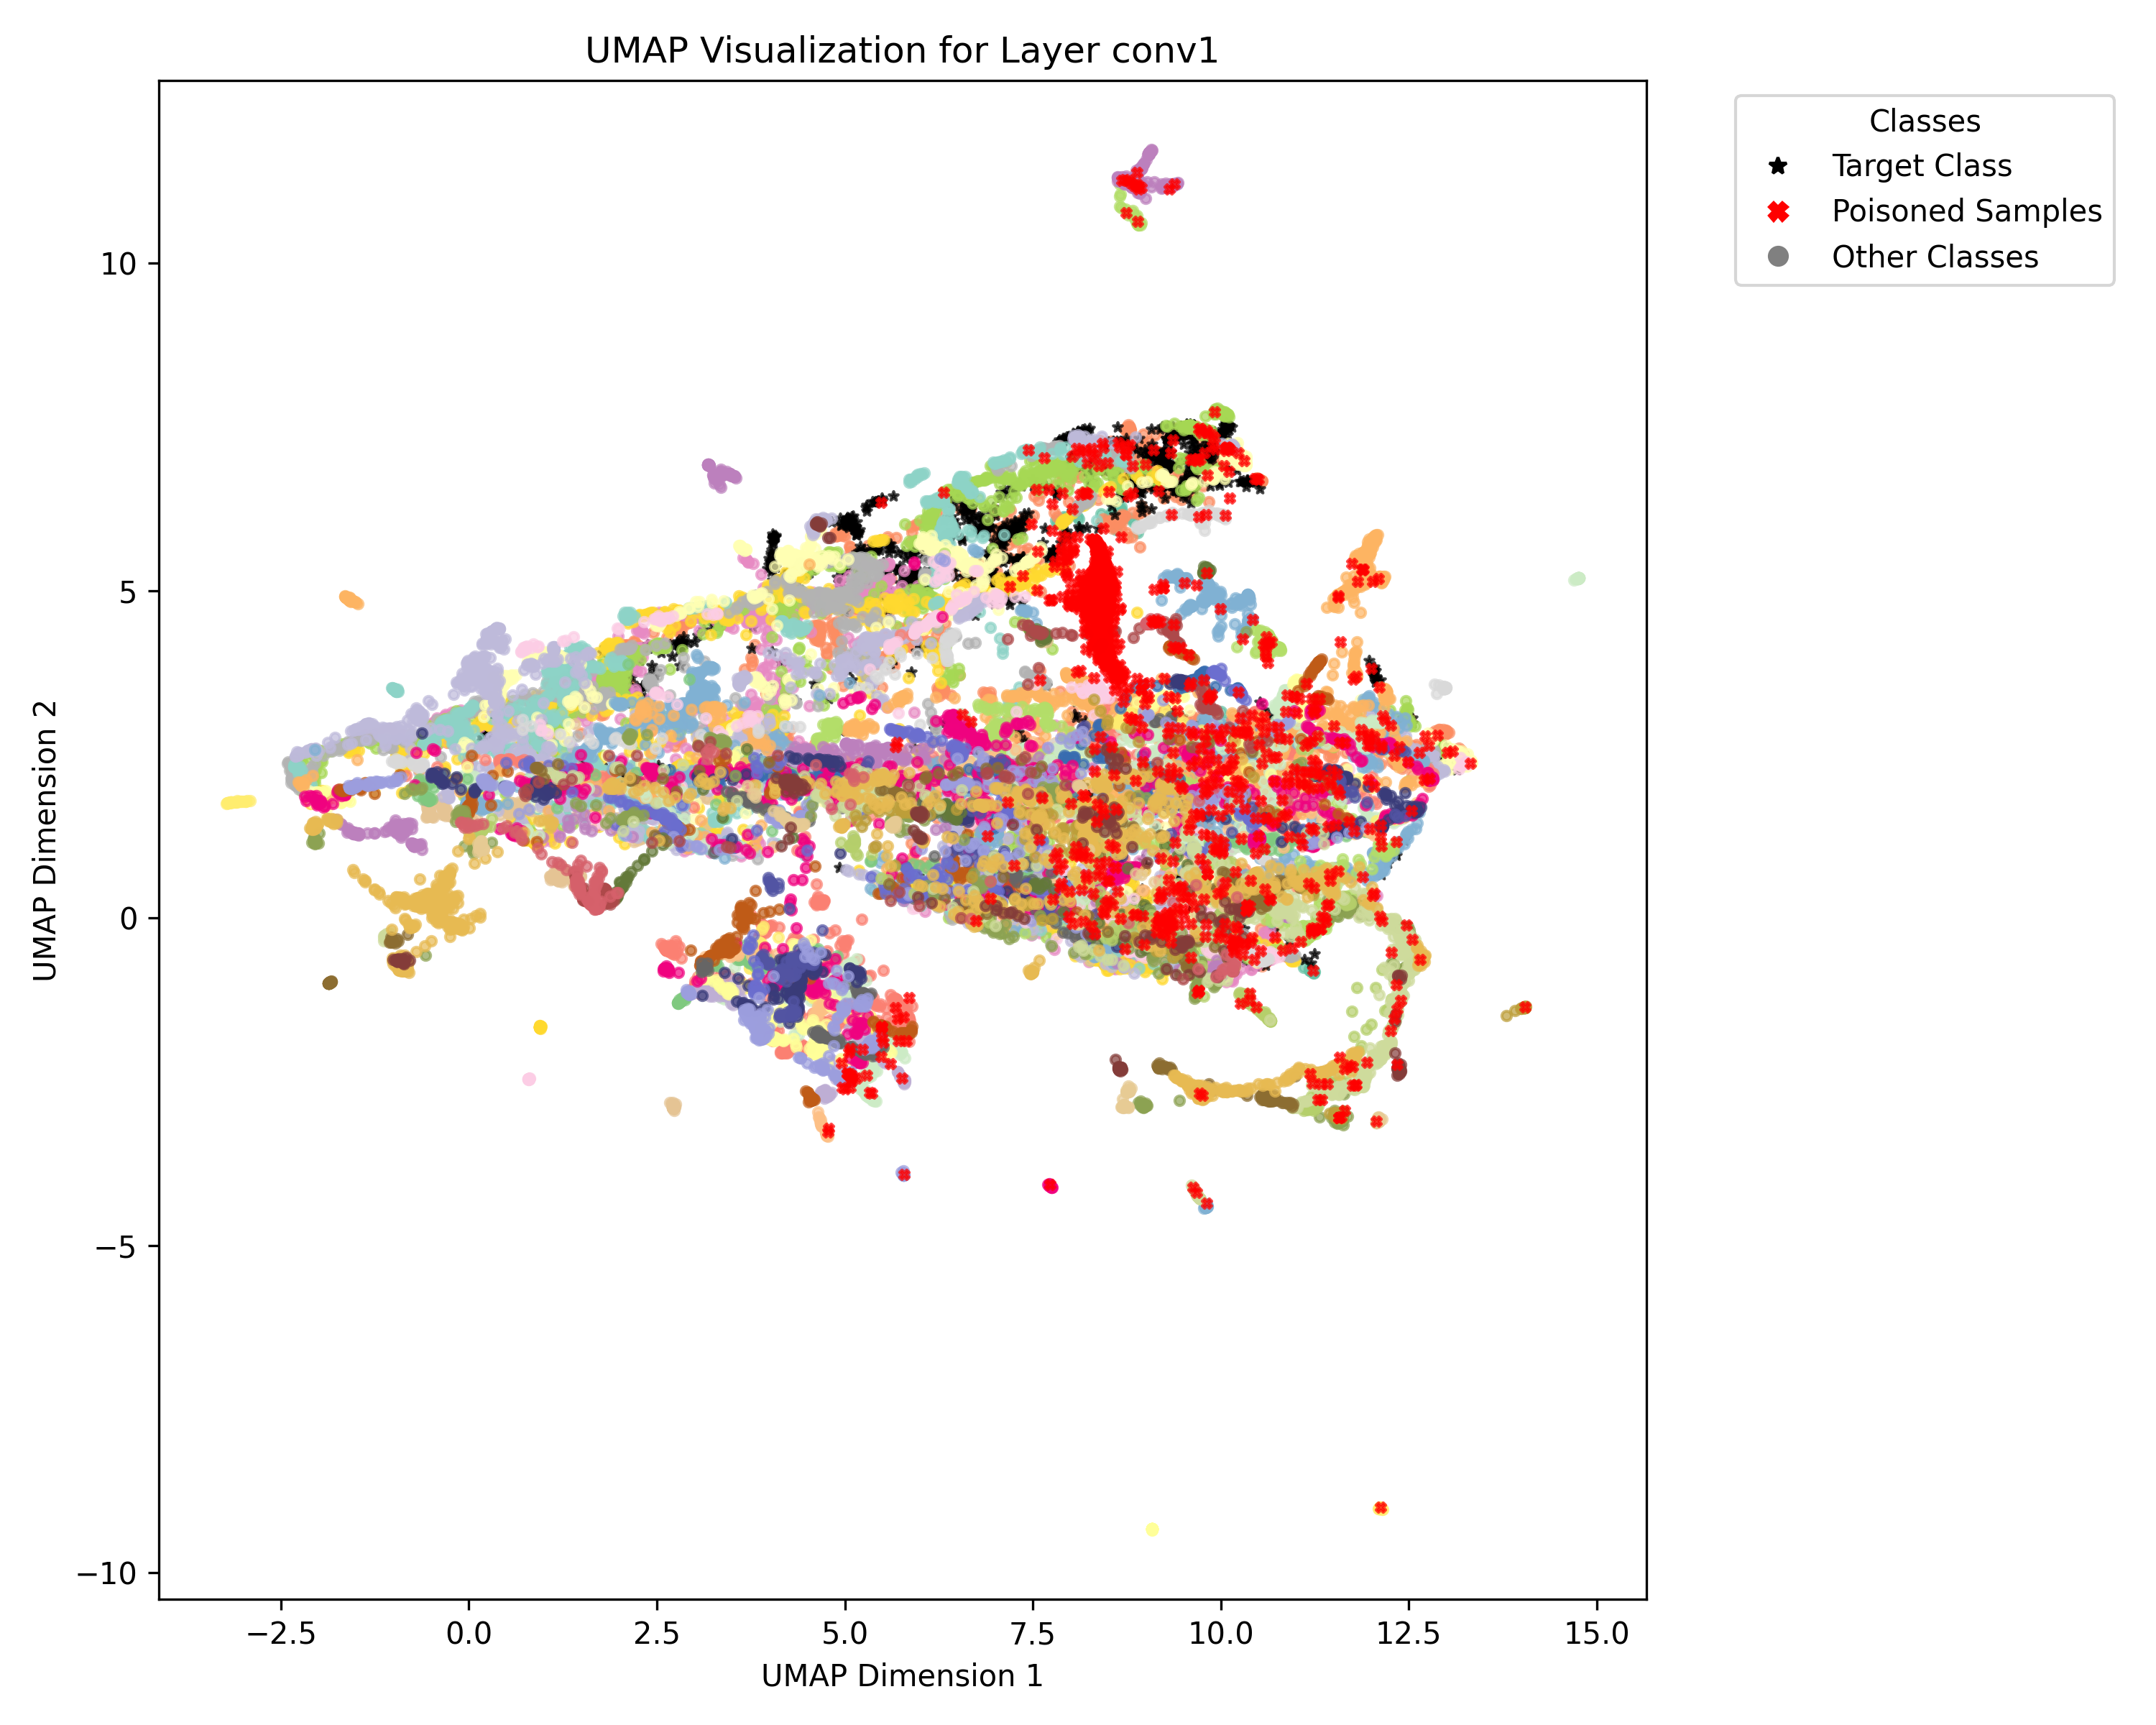 UMAP Visualization for Layer conv1
Classes
Target Class
Poisoned Samples
Other Classes
10
5
0
−5
−10
UMAP Dimension 2
−2.5 0.0 2.5 5.0 7.5 10.0 12.5 15.0
UMAP Dimension 1